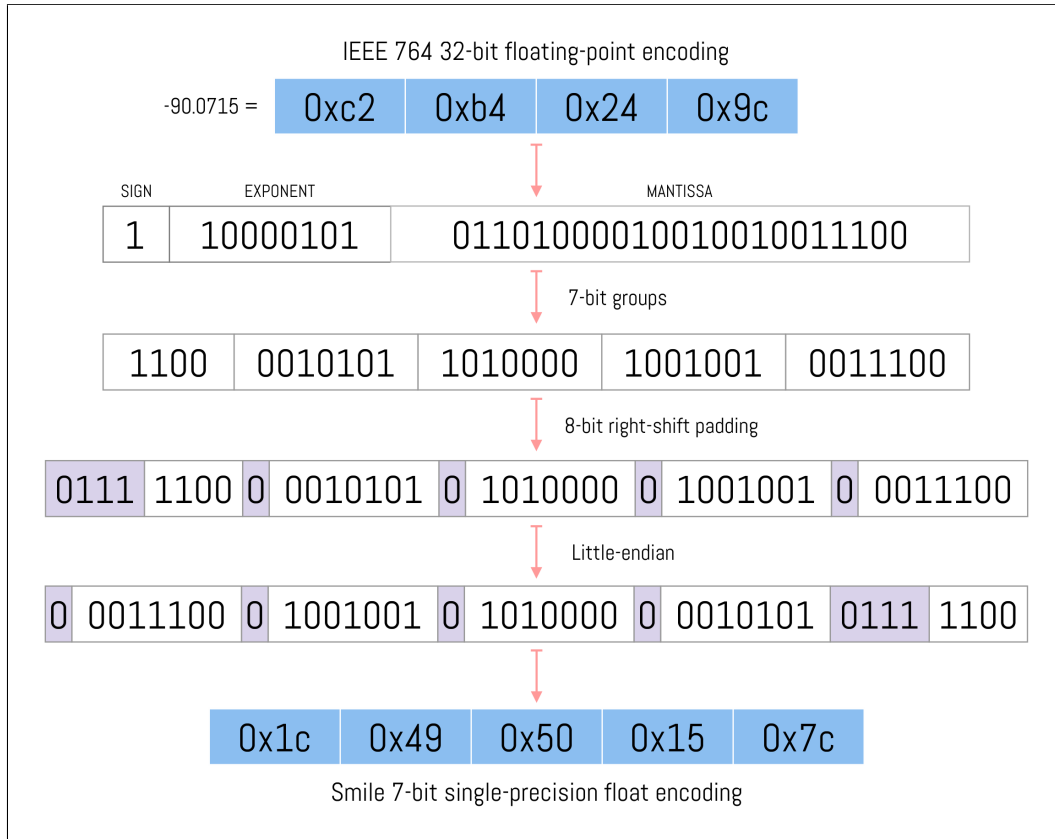 IEEE 764 32-bit floating-point encoding
-90.0715 = 0xc2 0xb4 0x24 0x9c
SIGN EXPONENT MANTISSA
1 10000101 01101000010010010011100
7-bit groups
1100 0010101 1010000 1001001 0011100
8-bit right-shift padding
0111 1100 0 0010101 0 1010000 0 1001001 0 0011100
Little-endian
0 0011100 0 1001001 0 1010000 0 0010101 0111 1100
0x1c 0x49 0x50 0x15 0x7c
Smile 7-bit single-precision float encoding